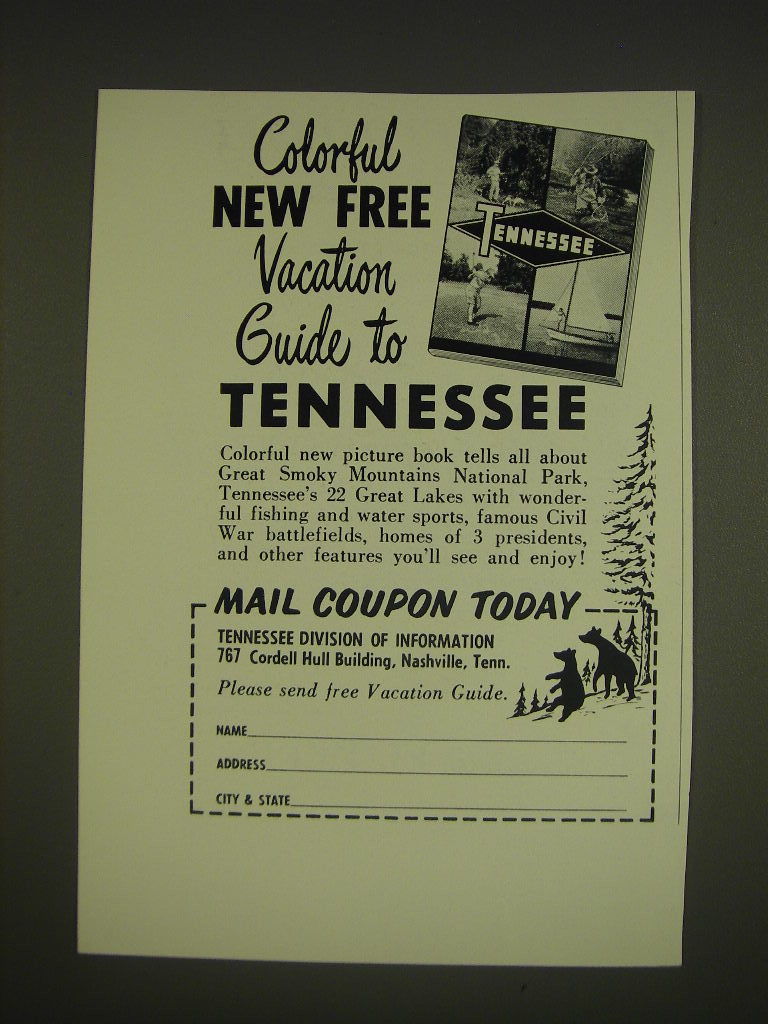 Colorful
NEW FREE
Vacation
Guide to
TENNESSEE
TENNESSEE
Colorful new picture book tells all about
Great Smoky Mountains National Park,
Tennessee's 22 Great Lakes with wonder-
ful fishing and water sports, famous Civil
War battlefields, homes of 3 presidents,
and other features you'll see and enjoy!
MAIL COUPON TODAY
TENNESSEE DIVISION OF INFORMATION
767 Cordell Hull Building, Nashville, Tenn.
Please send free Vacation Guide.
NAME
ADDRESS
CITY & STATE